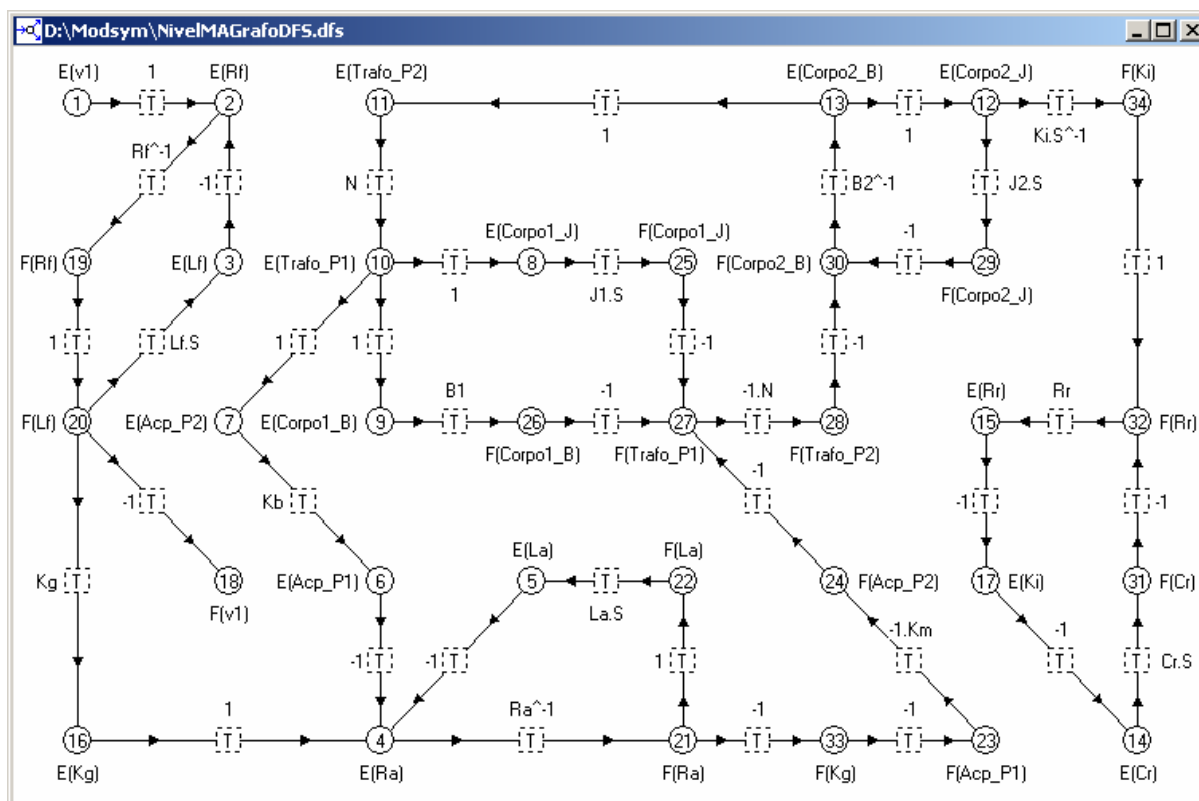 D:\Modsym\NivelMAGrafoDFS.dfs
E(v1) 1 E(Rf) E(Trafo_P2) E(Corpo2_B) E(Corpo2_J) F(Ki)
1 T 2 11 T 13 T 12 T 34
1 1 Ki.S^-1
Rf^-1
T -1 T N T T B2^-1 T J2.S
E(Corpo1_J) F(Corpo1_J) -1
F(Rf) 19 E(Lf) 3 E(Trafo_P1) 10 T 8 T 25 F(Corpo2_B) 30 T 29 T 1
1 J1.S F(Corpo2_J)
1 T T Lf.S 1 T 1 T T -1 T -1
B1 -1 -1.N E(Rr) Rr
F(Lf) 20 E(Acp_P2) 7 E(Corpo1_B) 9 T 26 T 27 T 28 15 T 32 F(Rr)
F(Corpo1_B) F(Trafo_P1) F(Trafo_P2)
-1
-1 T Kb T T -1 T T -1
E(La) F(La)
Kg T 18 E(Acp_P1) 6 5 T 22 24 F(Acp_P2) 17 E(Ki) 31 F(Cr)
F(v1) La.S
-1.Km -1
-1 T -1 T 1 T T T T Cr.S
1 Ra^-1 -1 -1
16 T 4 T 21 T 33 T 23 14
E(Kg) E(Ra) F(Ra) F(Kg) F(Acp_P1) E(Cr)